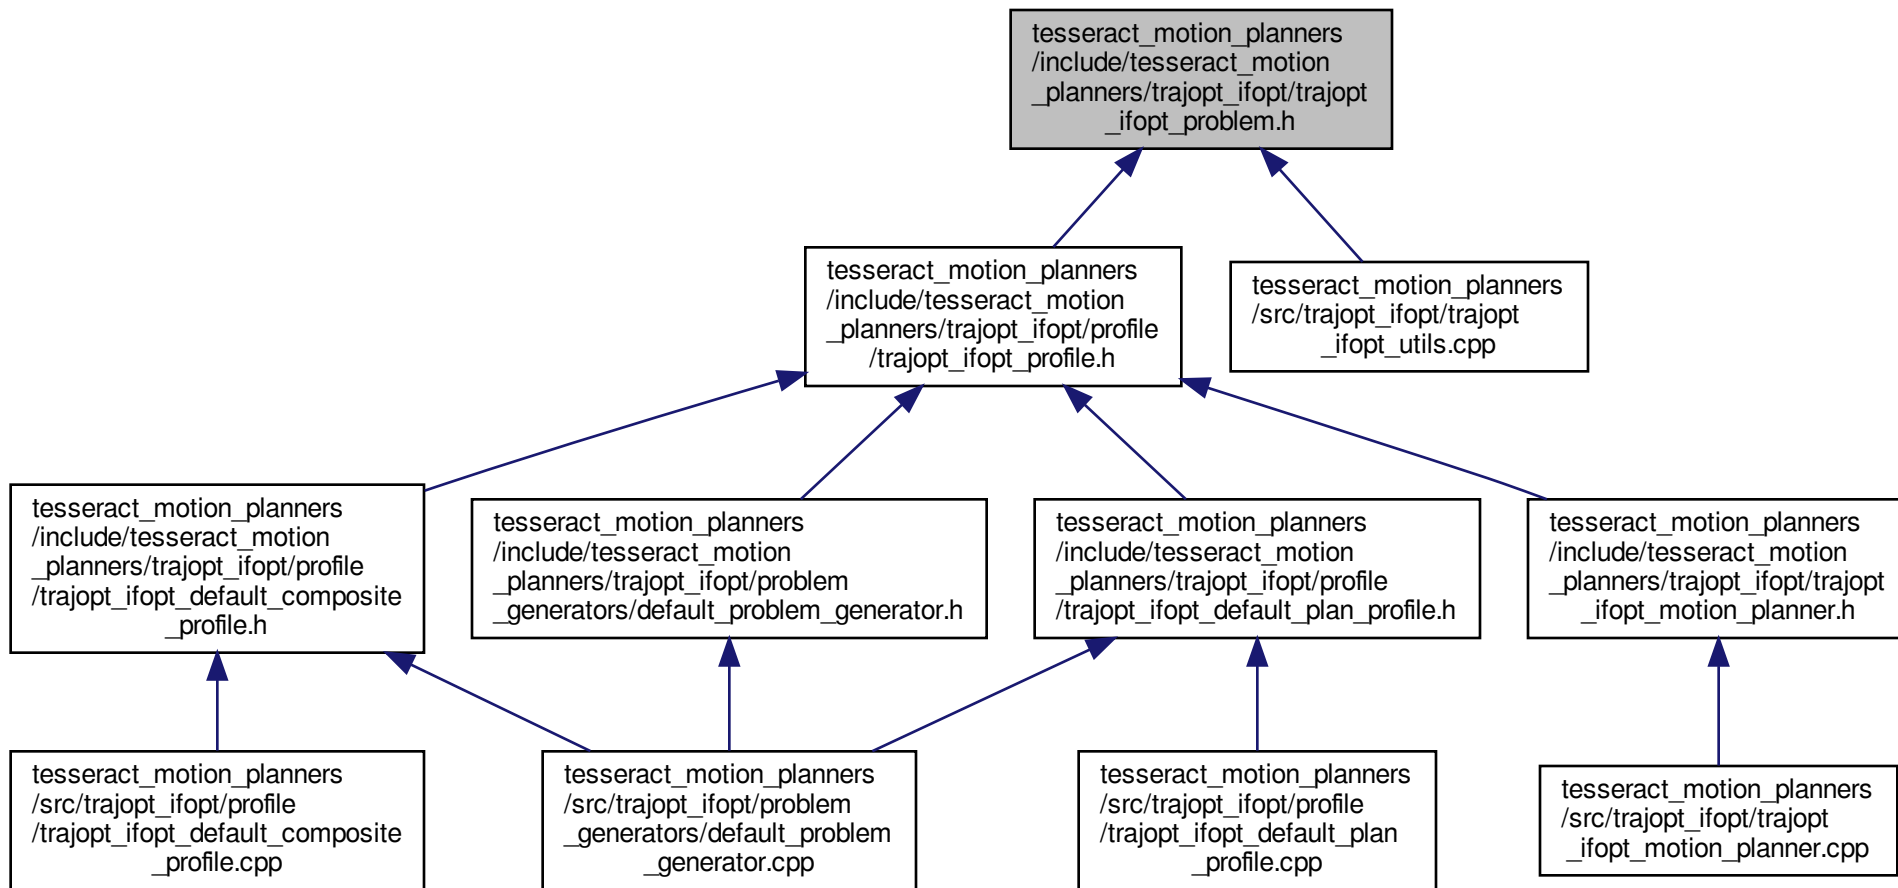 tesseract_motion_planners
/include/tesseract_motion
_planners/trajopt_ifopt/trajopt
_ifopt_problem.h
tesseract_motion_planners
/include/tesseract_motion
_planners/trajopt_ifopt/profile
/trajopt_ifopt_profile.h
tesseract_motion_planners
/src/trajopt_ifopt/trajopt
_ifopt_utils.cpp
tesseract_motion_planners
/include/tesseract_motion
_planners/trajopt_ifopt/profile
/trajopt_ifopt_default_composite
_profile.h
tesseract_motion_planners
/include/tesseract_motion
_planners/trajopt_ifopt/problem
_generators/default_problem_generator.h
tesseract_motion_planners
/include/tesseract_motion
_planners/trajopt_ifopt/profile
/trajopt_ifopt_default_plan_profile.h
tesseract_motion_planners
/include/tesseract_motion
_planners/trajopt_ifopt/trajopt
_ifopt_motion_planner.h
tesseract_motion_planners
/src/trajopt_ifopt/profile
/trajopt_ifopt_default_composite
_profile.cpp
tesseract_motion_planners
/src/trajopt_ifopt/problem
_generators/default_problem
_generator.cpp
tesseract_motion_planners
/src/trajopt_ifopt/profile
/trajopt_ifopt_default_plan
_profile.cpp
tesseract_motion_planners
/src/trajopt_ifopt/trajopt
_ifopt_motion_planner.cpp